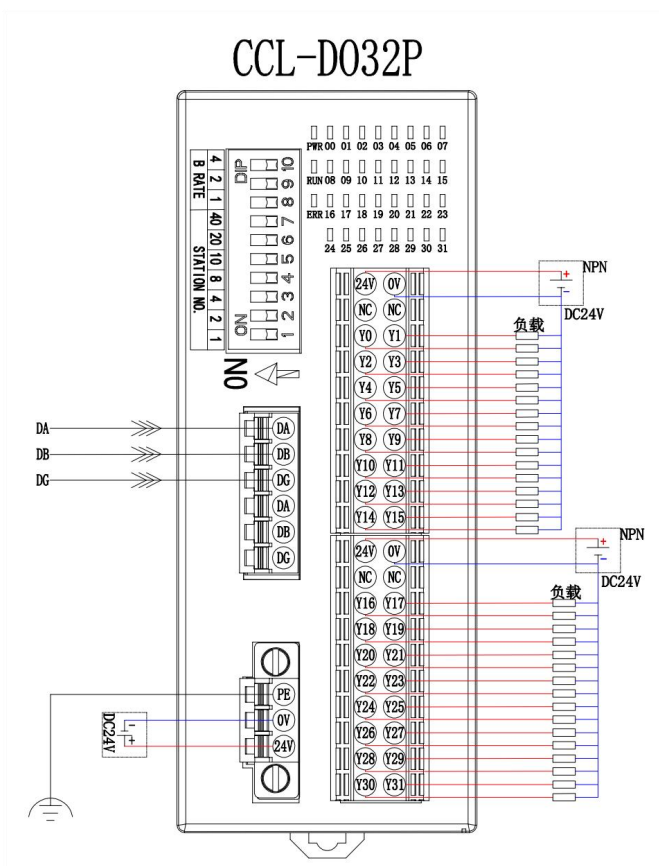 CCL-DO32P
PWR 00 01 02 03 04 05 06 07
RUN 08 09 10 11 12 13 14 15
ERR 16 17 18 19 20 21 22 23
24 25 26 27 28 29 30 31
4 2 1 40 20 10 8 4 2 1
B RATE STATION NO.
DIP
ON
1 2 3 4 5 6 7 8 9 10
ON
DA
DB
DG
DA
DB
DG
DA
DB
DG
24V 0V
NC NC
Y0 Y1
Y2 Y3
Y4 Y5
Y6 Y7
Y8 Y9
Y10 Y11
Y12 Y13
Y14 Y15
NPN
+
-
DC24V
负载
24V 0V
NC NC
Y16 Y17
Y18 Y19
Y20 Y21
Y22 Y23
Y24 Y25
Y26 Y27
Y28 Y29
Y30 Y31
NPN
+
-
DC24V
负载
PE
0V
24V
DC24V
-
+